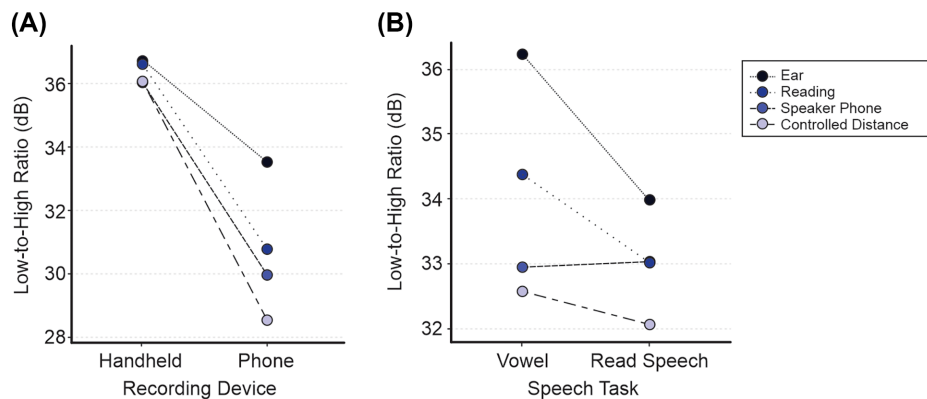 (A)
Low-to-High Ratio (dB)
36
34
32
30
28
Handheld
Phone
Recording Device
(B)
Low-to-High Ratio (dB)
36
35
34
33
32
Vowel
Read Speech
Speech Task
Ear
Reading
Speaker Phone
Controlled Distance